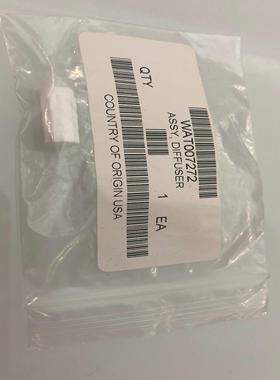 WAT007272
ASSY, DIFFUSER
QTY
1 EA
COUNTRY OF ORIGIN USA